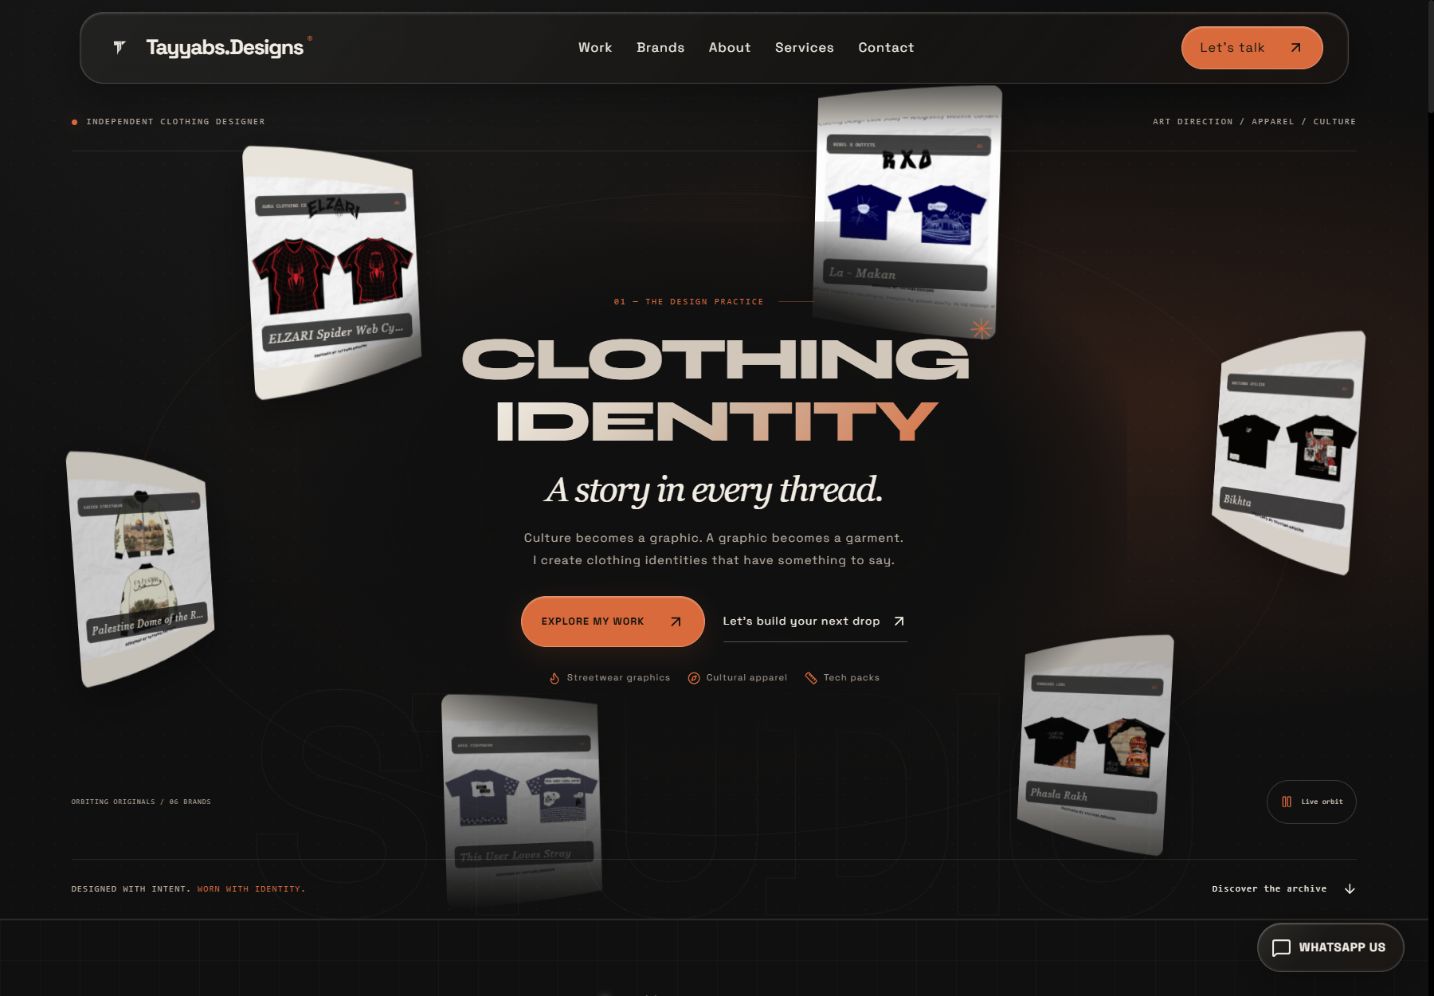 Tayyabs.Designs
Work Brands About Services Contact
Let's talk
INDEPENDENT CLOTHING DESIGNER
ART DIRECTION / APPAREL / CULTURE
REBEL X OUTFITS
RXO
La - Makan
ELZARI
ELZARI Spider Web Cy...
01 — THE DESIGN PRACTICE
CLOTHING
IDENTITY
A story in every thread.
Culture becomes a graphic. A graphic becomes a garment.
I create clothing identities that have something to say.
EXPLORE MY WORK
Let's build your next drop
Streetwear graphics
Cultural apparel
Tech packs
Bikhta
Palestine Dome of the R...
This User Loves Stray
Phasla Rakh
ORBITING ORIGINALS / 06 BRANDS
Live orbit
STUDIO
DESIGNED WITH INTENT. WORN WITH IDENTITY.
Discover the archive
WHATSAPP US